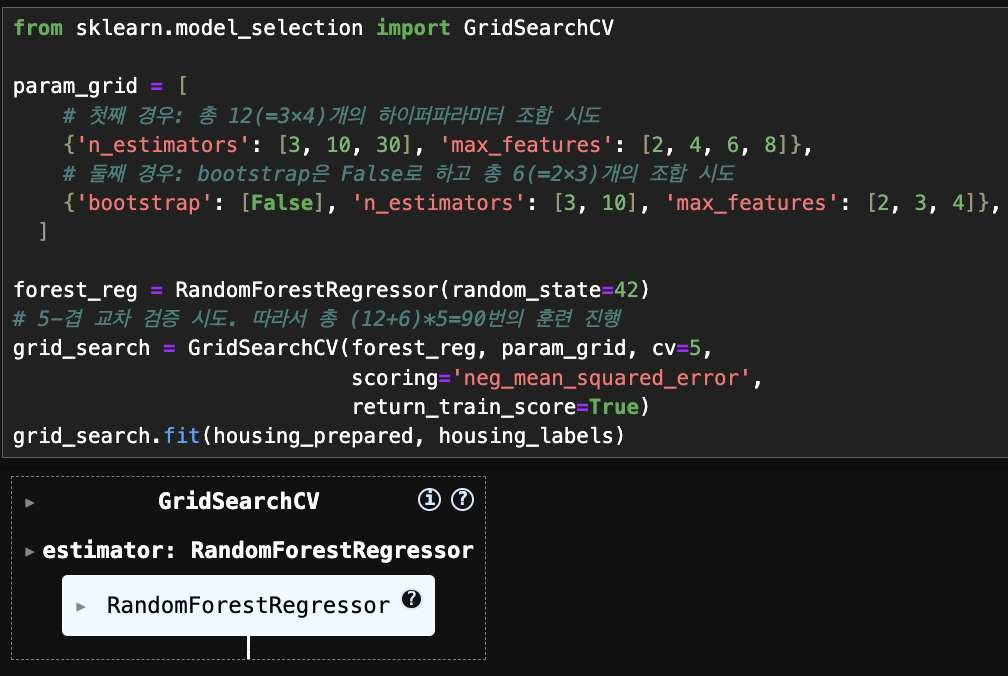 from sklearn.model_selection import GridSearchCV
param_grid = [
# 첫째 경우: 총 12(=3×4)개의 하이퍼파라미터 조합 시도
{'n_estimators': [3, 10, 30], 'max_features': [2, 4, 6, 8]},
# 둘째 경우: bootstrap은 False로 하고 총 6(=2×3)개의 조합 시도
{'bootstrap': [False], 'n_estimators': [3, 10], 'max_features': [2, 3, 4]},
]
forest_reg = RandomForestRegressor(random_state=42)
# 5-겹 교차 검증 시도. 따라서 총 (12+6)*5=90번의 훈련 진행
grid_search = GridSearchCV(forest_reg, param_grid, cv=5,
scoring='neg_mean_squared_error',
return_train_score=True)
grid_search.fit(housing_prepared, housing_labels)
▸ GridSearchCV i ?
▸ estimator: RandomForestRegressor
▸ RandomForestRegressor ?